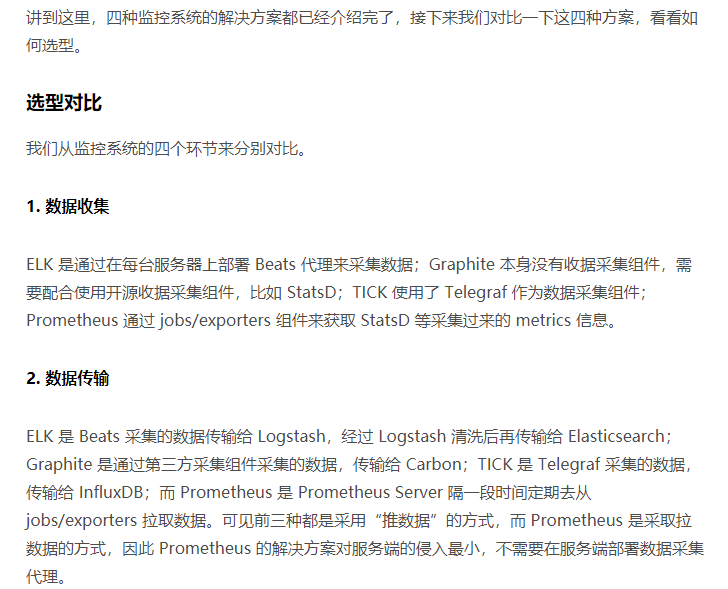 讲到这里，四种监控系统的解决方案都已经介绍完了，接下来我们对比一下这四种方案，看看如
何选型。
选型对比
我们从监控系统的四个环节来分别对比。
1. 数据收集
ELK 是通过在每台服务器上部署 Beats 代理来采集数据；Graphite 本身没有收据采集组件，需
要配合使用开源收据采集组件，比如 StatsD；TICK 使用了 Telegraf 作为数据采集组件；
Prometheus 通过 jobs/exporters 组件来获取 StatsD 等采集过来的 metrics 信息。
2. 数据传输
ELK 是 Beats 采集的数据传输给 Logstash，经过 Logstash 清洗后再传输给 Elasticsearch；
Graphite 是通过第三方采集组件采集的数据，传输给 Carbon；TICK 是 Telegraf 采集的数据，
传输给 InfluxDB；而 Prometheus 是 Prometheus Server 隔一段时间定期去从
jobs/exporters 拉取数据。可见前三种都是采用“推数据”的方式，而 Prometheus 是采取拉
数据的方式，因此 Prometheus 的解决方案对服务端的侵入最小，不需要在服务端部署数据采集
代理。